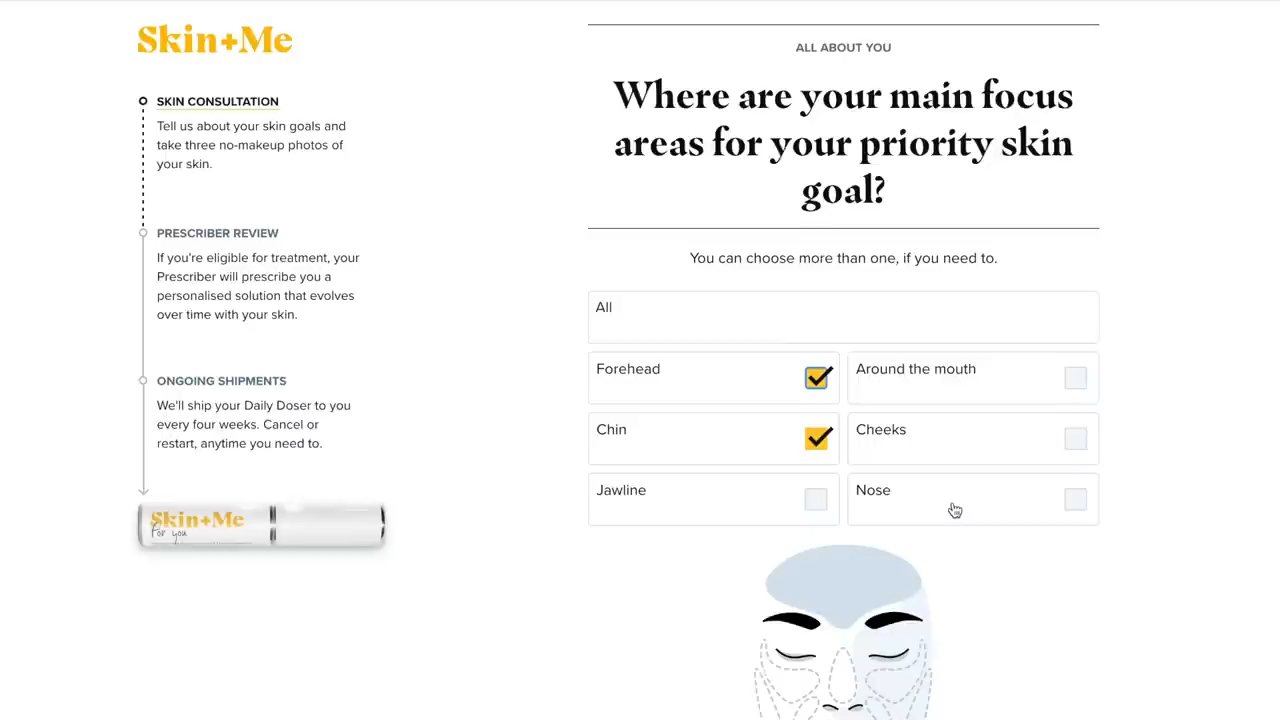 Skin+Me
SKIN CONSULTATION
Tell us about your skin goals and
take three no-makeup photos of
your skin.
PRESCRIBER REVIEW
If you're eligible for treatment, your
Prescriber will prescribe you a
personalised solution that evolves
over time with your skin.
ONGOING SHIPMENTS
We'll ship your Daily Doser to you
every four weeks. Cancel or
restart, anytime you need to.
Skin+Me
For you
ALL ABOUT YOU
Where are your main focus
areas for your priority skin
goal?
You can choose more than one, if you need to.
All
Forehead
Around the mouth
Chin
Cheeks
Jawline
Nose